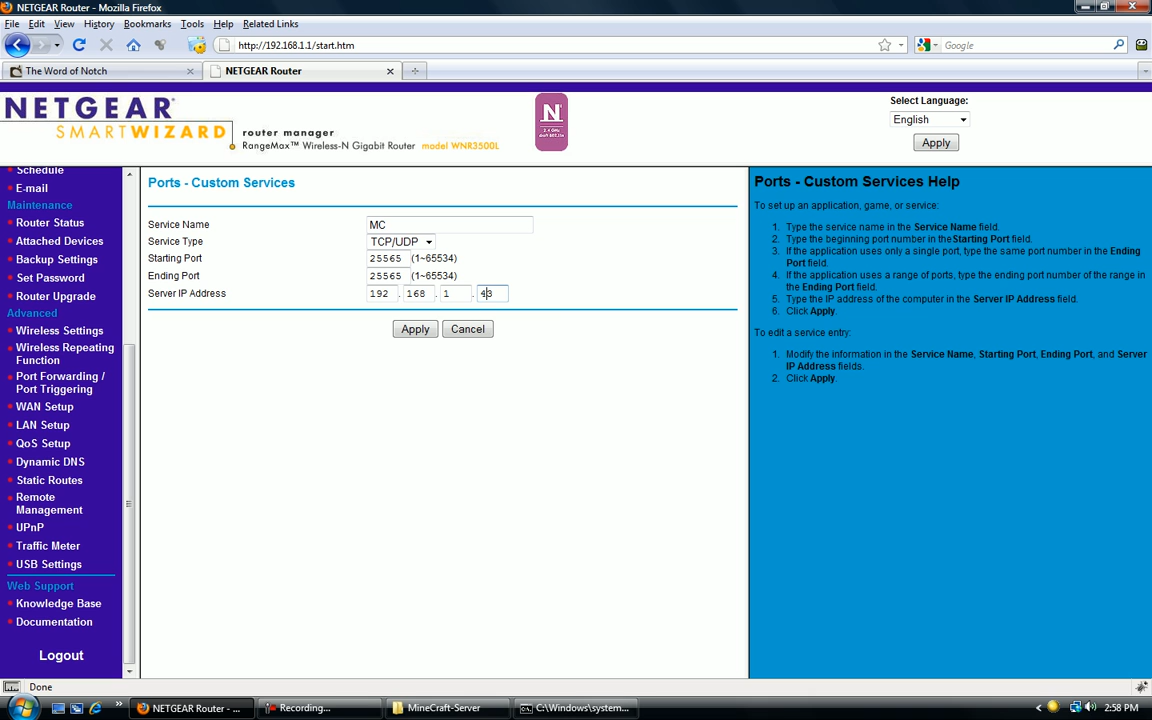 NETGEAR Router - Mozilla Firefox
File Edit View History Bookmarks Tools Help Related Links
http://192.168.1.1/start.htm
Google
The Word of Notch
NETGEAR Router
NETGEAR
SMARTWIZARD
router manager
RangeMax™ Wireless-N Gigabit Router model WNR3500L
N
Select Language:
English
Apply
Schedule
E-mail
Maintenance
Router Status
Attached Devices
Backup Settings
Set Password
Router Upgrade
Advanced
Wireless Settings
Wireless Repeating
Function
Port Forwarding /
Port Triggering
WAN Setup
LAN Setup
QoS Setup
Dynamic DNS
Static Routes
Remote
Management
UPnP
Traffic Meter
USB Settings
Web Support
Knowledge Base
Documentation
Logout
Ports - Custom Services
Service Name MC
Service Type TCP/UDP
Starting Port 25565 (1~65534)
Ending Port 25565 (1~65534)
Server IP Address 192 . 168 . 1 . 43
Apply Cancel
Ports - Custom Services Help
To set up an application, game, or service:
1. Type the service name in the Service Name field.
2. Type the beginning port number in the Starting Port field.
3. If the application uses only a single port, type the same port number in the Ending
Port field.
4. If the application uses a range of ports, type the ending port number of the range in
the Ending Port field.
5. Type the IP address of the computer in the Server IP Address field.
6. Click Apply.
To edit a service entry:
1. Modify the information in the Service Name, Starting Port, Ending Port, and Server
IP Address fields.
2. Click Apply.
Done
NETGEAR Router - ...
Recording...
MineCraft-Server
C:\Windows\system...
2:58 PM